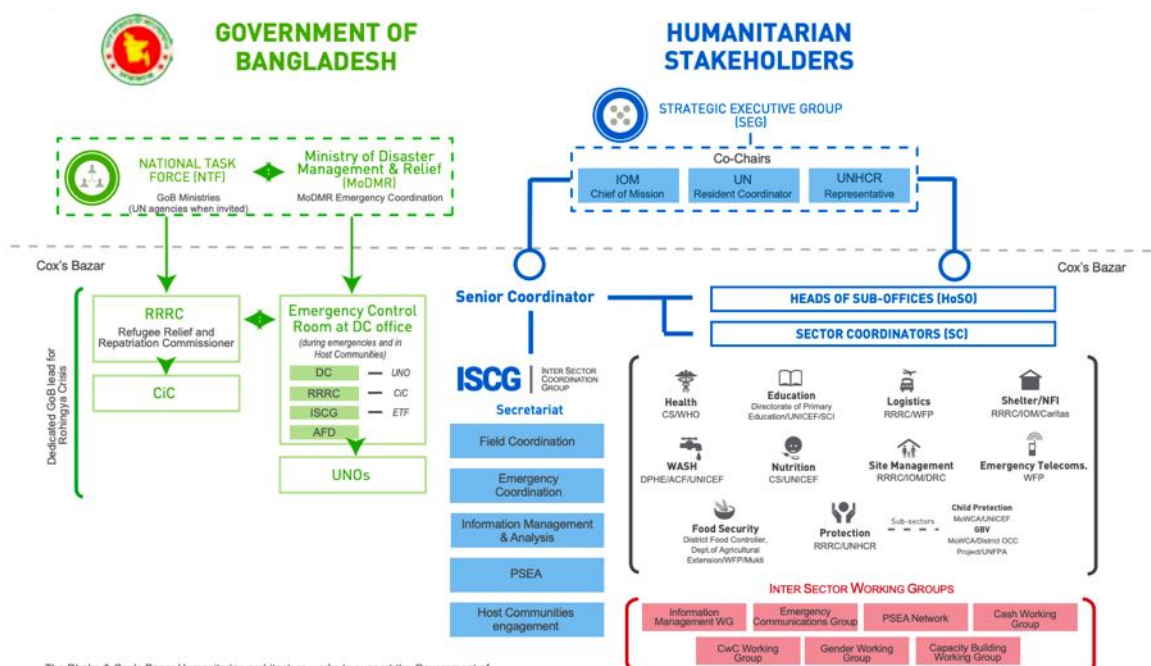 GOVERNMENT OF
BANGLADESH
HUMANITARIAN
STAKEHOLDERS
STRATEGIC EXECUTIVE GROUP
(SEG)
NATIONAL TASK
FORCE (NTF)
GoB Ministries
(UN agencies when invited)
Ministry of Disaster
Management & Relief
(MoDMR)
MoDMR Emergency Coordination
Co-Chairs
IOM
Chief of Mission
UN
Resident Coordinator
UNHCR
Representative
Cox's Bazar
Cox's Bazar
Dedicated GoB lead for
Rohingya Crisis
RRRC
Refugee Relief and
Repatriation Commissioner
CiC
Emergency Control
Room at DC office
(during emergencies and in
Host Communities)
DC
UNO
RRRC
CiC
ISCG
ETF
AFD
UNOs
Senior Coordinator
HEADS OF SUB-OFFICES (HoSO)
SECTOR COORDINATORS (SC)
ISCG
INTER SECTOR
COORDINATION
GROUP
Secretariat
Field Coordination
Emergency
Coordination
Information Management
& Analysis
PSEA
Host Communities
engagement
Health
CS/WHO
Education
Directorate of Primary
Education/UNICEF/SCI
Logistics
RRRC/WFP
Shelter/NFI
RRRC/IOM/Caritas
WASH
DPHE/ACF/UNICEF
Nutrition
CS/UNICEF
Site Management
RRRC/IOM/DRC
Emergency Telecoms.
WFP
Food Security
District Food Controller,
Dept.of Agricultural
Extension/WFP/Mukti
Protection
RRRC/UNHCR
Sub-sectors
Child Protection
MoWCA/UNICEF
GBV
MoWCA/District OCC
Project/UNFPA
INTER SECTOR WORKING GROUPS
Information
Management WG
Emergency
Communications Group
PSEA Network
Cash Working
Group
CwC Working
Group
Gender Working
Group
Capacity Building
Working Group